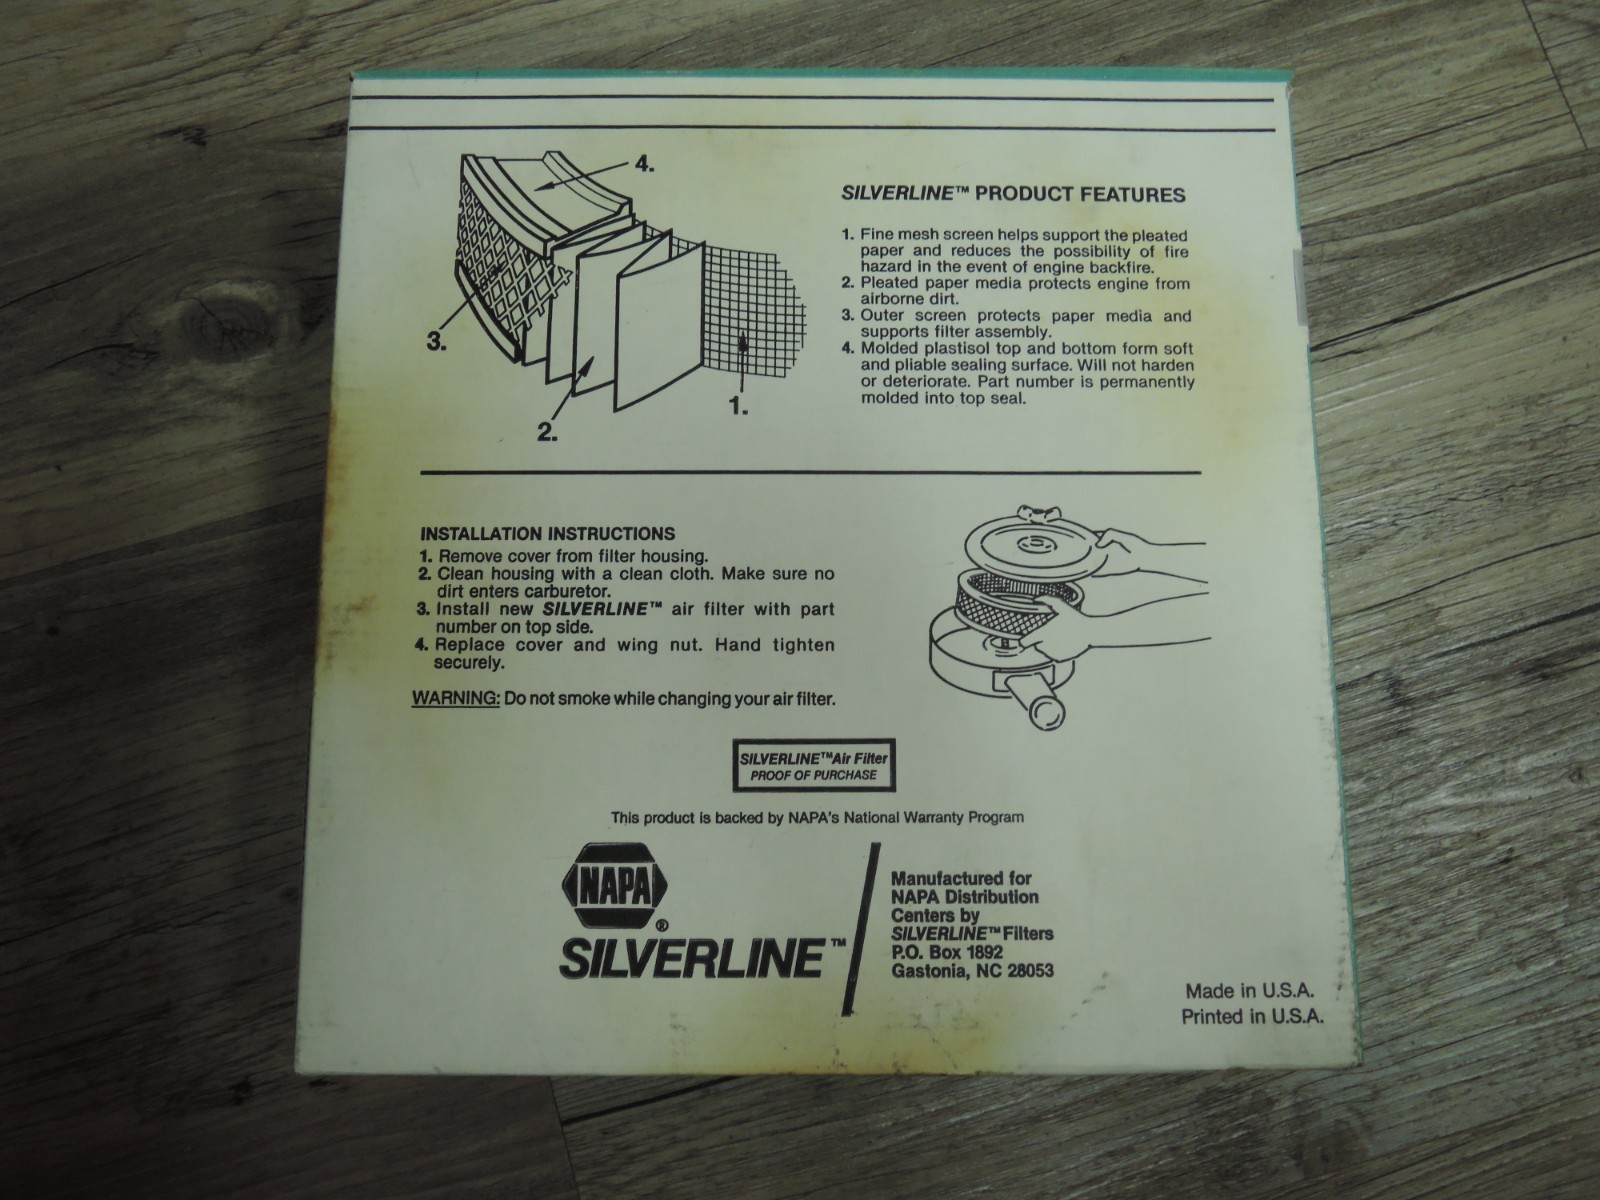 4.
3.
2.
1.
SILVERLINE™ PRODUCT FEATURES
1. Fine mesh screen helps support the pleated
paper and reduces the possibility of fire
hazard in the event of engine backfire.
2. Pleated paper media protects engine from
airborne dirt.
3. Outer screen protects paper media and
supports filter assembly.
4. Molded plastisol top and bottom form soft
and pliable sealing surface. Will not harden
or deteriorate. Part number is permanently
molded into top seal.
INSTALLATION INSTRUCTIONS
1. Remove cover from filter housing.
2. Clean housing with a clean cloth. Make sure no
dirt enters carburetor.
3. Install new SILVERLINE™ air filter with part
number on top side.
4. Replace cover and wing nut. Hand tighten
securely.
WARNING: Do not smoke while changing your air filter.
SILVERLINE™ Air Filter
PROOF OF PURCHASE
This product is backed by NAPA's National Warranty Program
NAPA
®
SILVERLINE™
Manufactured for
NAPA Distribution
Centers by
SILVERLINE™ Filters
P.O. Box 1892
Gastonia, NC 28053
Made in U.S.A.
Printed in U.S.A.